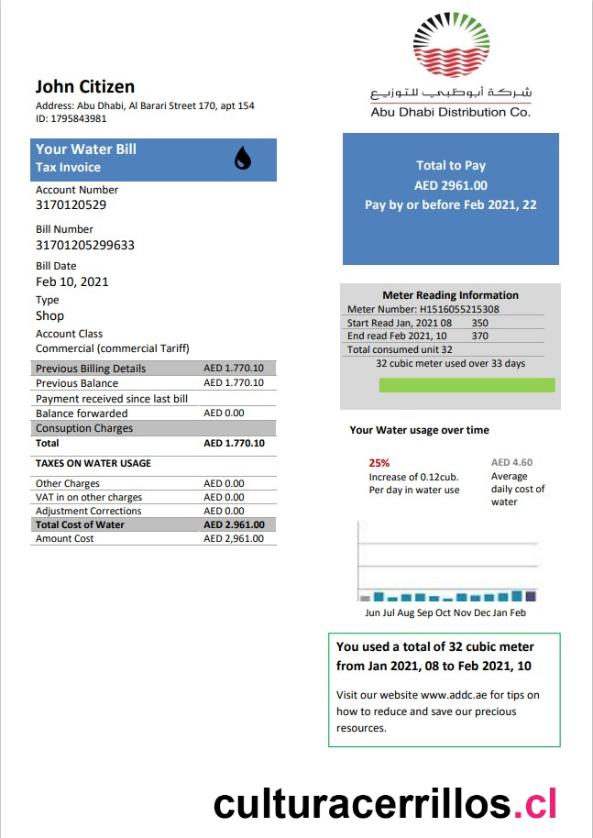 John Citizen
Address: Abu Dhabi, Al Barari Street 170, apt 154
ID: 1795843981
شركة أبوظبي للتوزيع
Abu Dhabi Distribution Co.
Your Water Bill
Tax Invoice
Account Number
3170120529
Bill Number
31701205299633
Bill Date
Feb 10, 2021
Type
Shop
Account Class
Commercial (commercial Tariff)
Previous Billing Details AED 1.770.10
Previous Balance AED 1.770.10
Payment received since last bill
Balance forwarded AED 0.00
Consuption Charges
Total AED 1.770.10
TAXES ON WATER USAGE
Other Charges AED 0.00
VAT in on other charges AED 0.00
Adjustment Corrections AED 0.00
Total Cost of Water AED 2.961.00
Amount Cost AED 2,961.00
Total to Pay
AED 2961.00
Pay by or before Feb 2021, 22
Meter Reading Information
Meter Number: H1516055215308
Start Read Jan, 2021 08 350
End read Feb 2021, 10 370
Total consumed unit 32
32 cubic meter used over 33 days
Your Water usage over time
25%
Increase of 0.12cub.
Per day in water use
AED 4.60
Average
daily cost of
water
Jun Jul Aug Sep Oct Nov Dec Jan Feb
You used a total of 32 cubic meter
from Jan 2021, 08 to Feb 2021, 10
Visit our website www.addc.ae for tips on
how to reduce and save our precious
resources.
culturacerrillos.cl